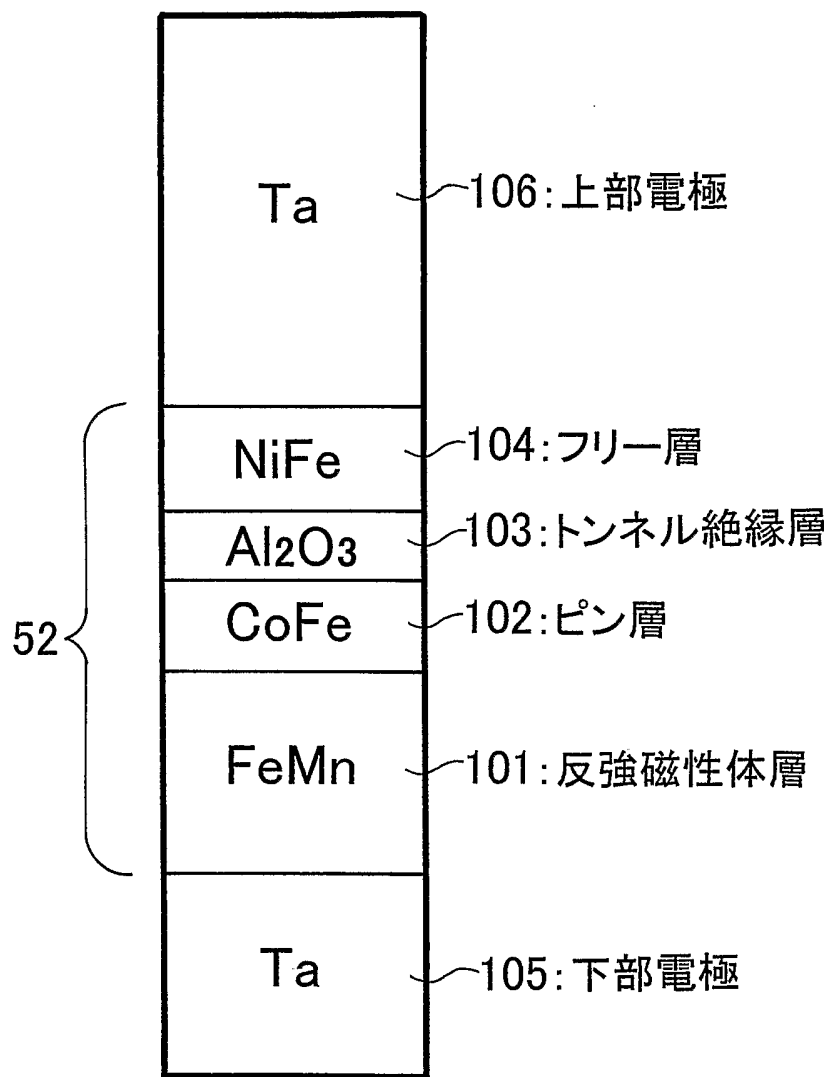 Ta
106:上部電極
NiFe
104:フリー層
Al2O3
103:トンネル絶縁層
CoFe
102:ピン層
52
FeMn
101:反強磁性体層
Ta
105:下部電極